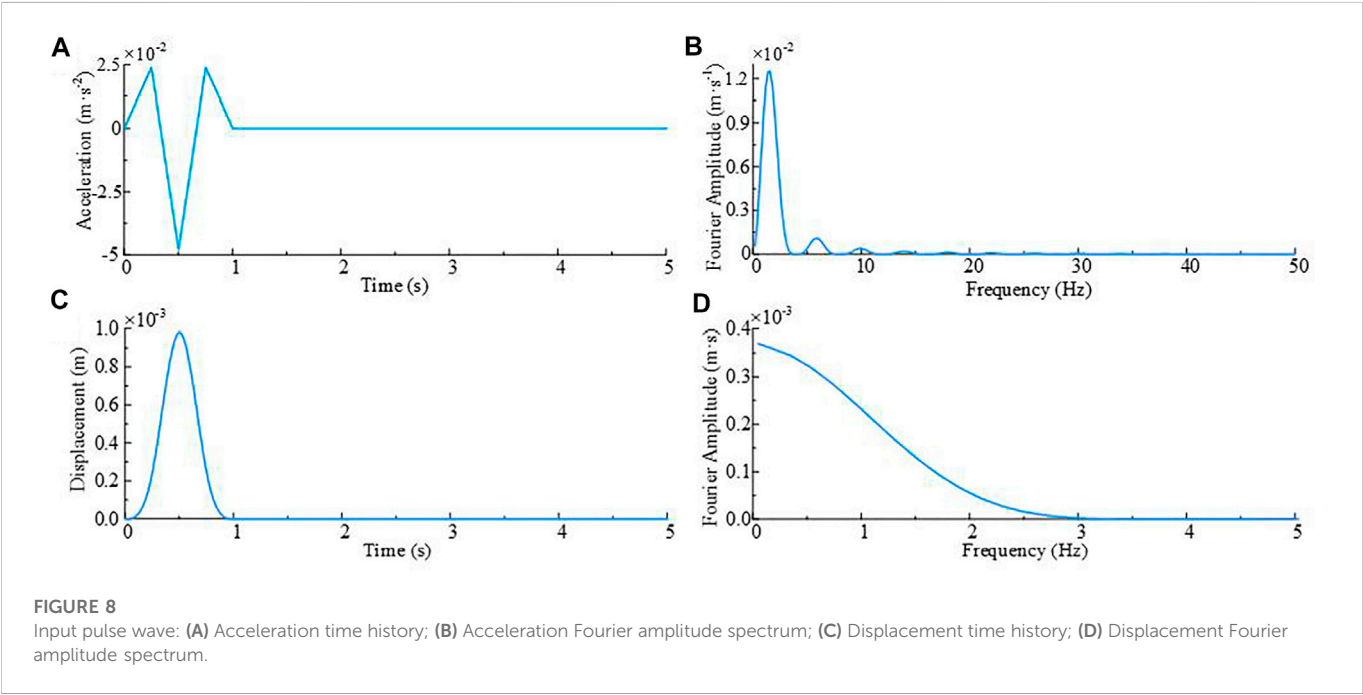 A
×10⁻²
2.5
0
-2.5
-5
Acceleration (m·s⁻²)
0 1 2 3 4 5
Time (s)
B
×10⁻²
1.2
0.9
0.6
0.3
0
Fourier Amplitude (m·s⁻¹)
0 10 20 30 40 50
Frequency (Hz)
C
×10⁻³
1.0
0.8
0.6
0.4
0.2
0.0
Displacement (m)
0 1 2 3 4 5
Time (s)
D
×10⁻³
0.4
0.3
0.2
0.1
0.0
Fourier Amplitude (m·s)
0 1 2 3 4 5
Frequency (Hz)
FIGURE 8
Input pulse wave: (A) Acceleration time history; (B) Acceleration Fourier amplitude spectrum; (C) Displacement time history; (D) Displacement Fourier
amplitude spectrum.